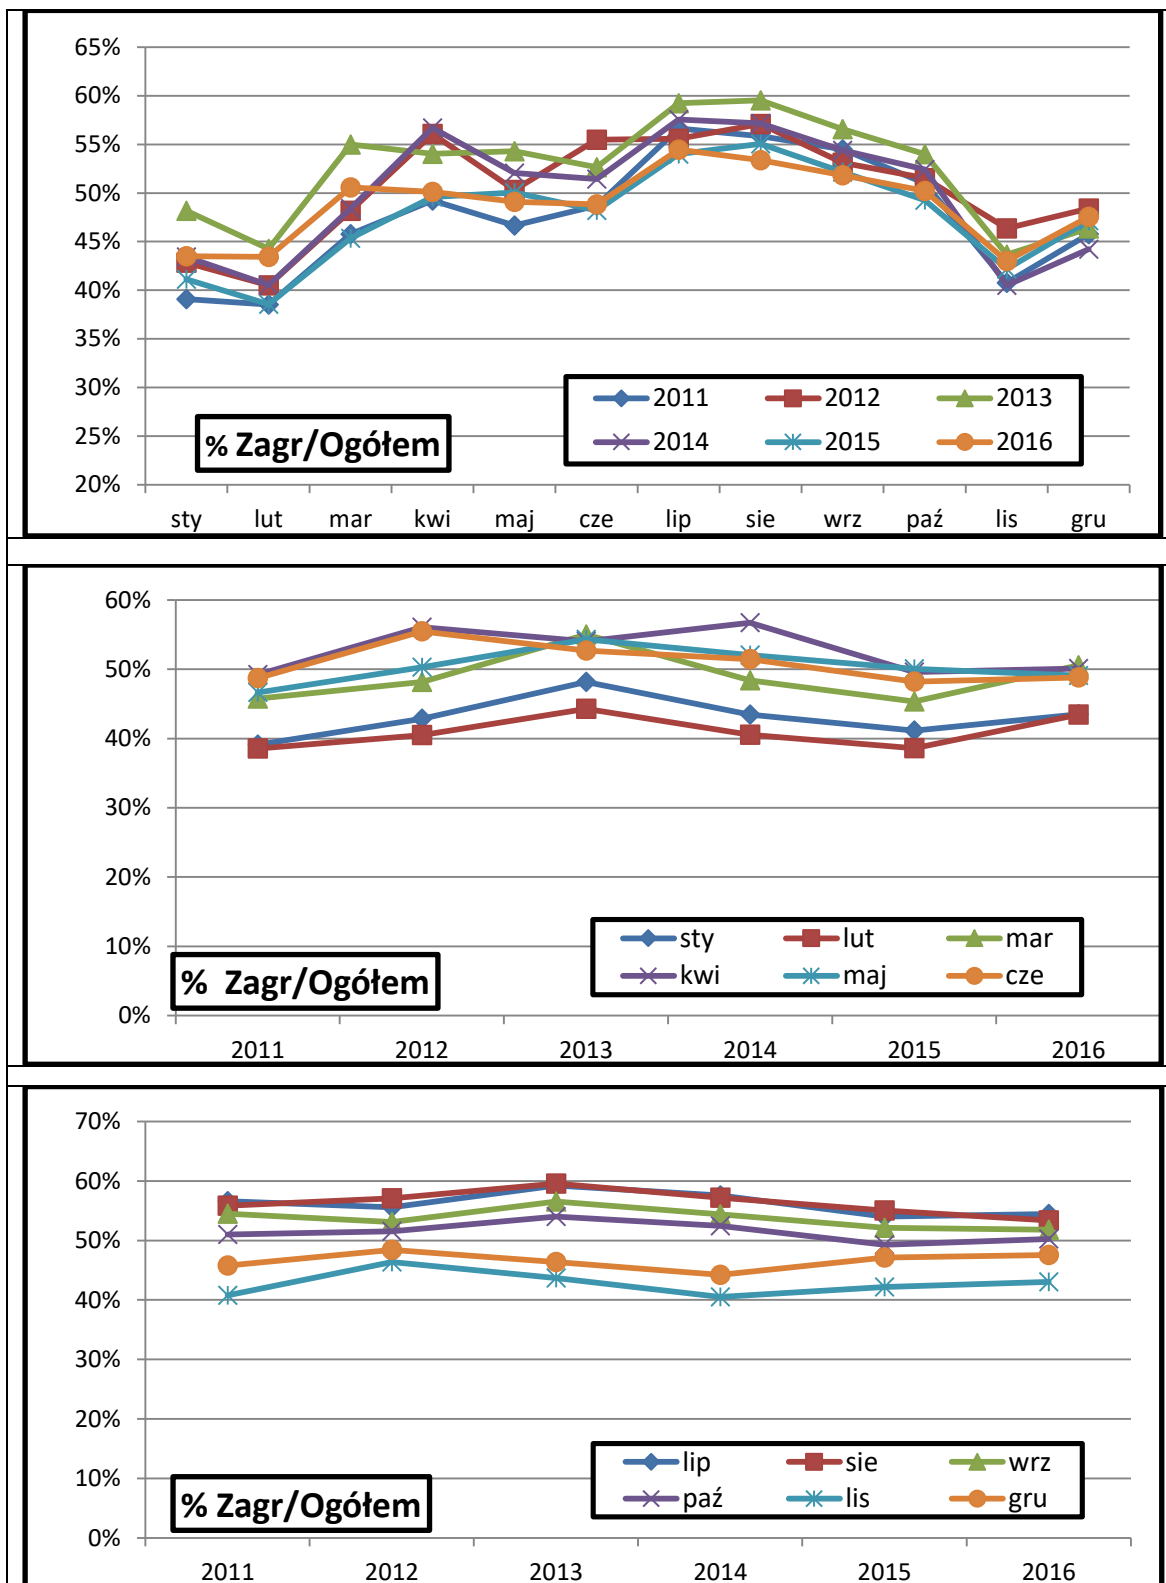 65%
60%
55%
50%
45%
40%
35%
30%
25%
20%
2011 2012 2013
2014 2015 2016
% Zagr/Ogółem
sty lut mar kwi maj cze lip sie wrz paź lis gru
60%
50%
40%
30%
20%
10%
0%
sty lut mar
kwi maj cze
% Zagr/Ogółem
2011 2012 2013 2014 2015 2016
70%
60%
50%
40%
30%
20%
10%
0%
lip sie wrz
paź lis gru
% Zagr/Ogółem
2011 2012 2013 2014 2015 2016